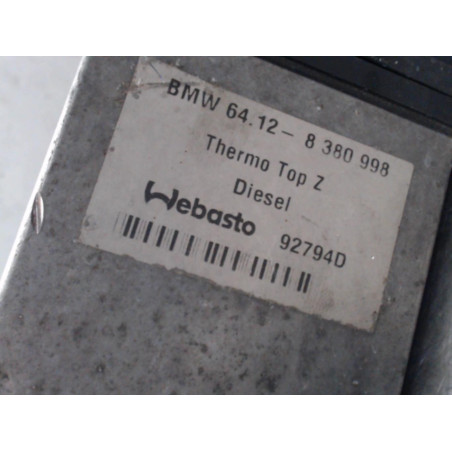 BMW 64.12 - 8 380 998
Thermo Top Z
Diesel
Webasto 92794D